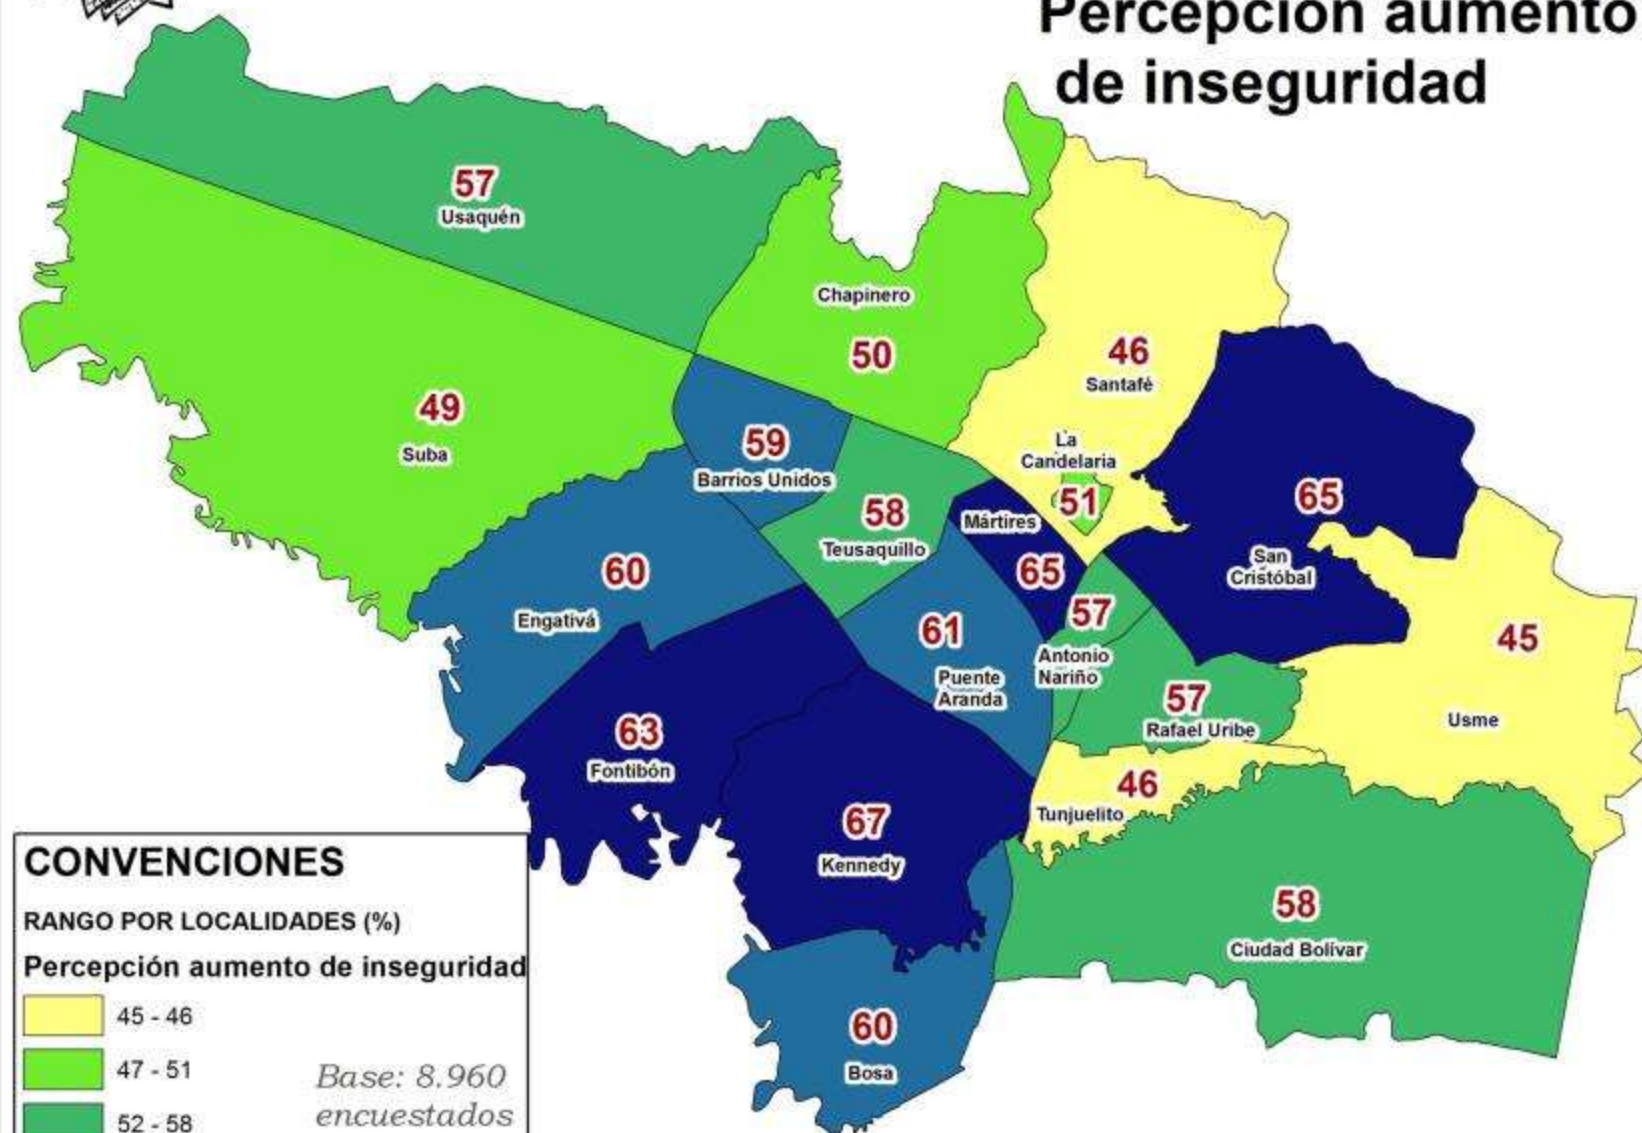 Percepción aumento
de inseguridad
57
Usaquén
Chapinero
50
46
Santafé
49
Suba
59
Barrios Unidos
La
Candelaria
51
65
San
Cristóbal
58
Teusaquillo
Mártires
65
60
Engativá
57
Antonio
Nariño
61
Puente
Aranda
45
Usme
57
Rafael Uribe
63
Fontibón
46
Tunjuelito
67
Kennedy
58
Ciudad Bolívar
60
Bosa
CONVENCIONES
RANGO POR LOCALIDADES (%)
Percepción aumento de inseguridad
45 - 46
47 - 51
52 - 58
Base: 8.960
encuestados